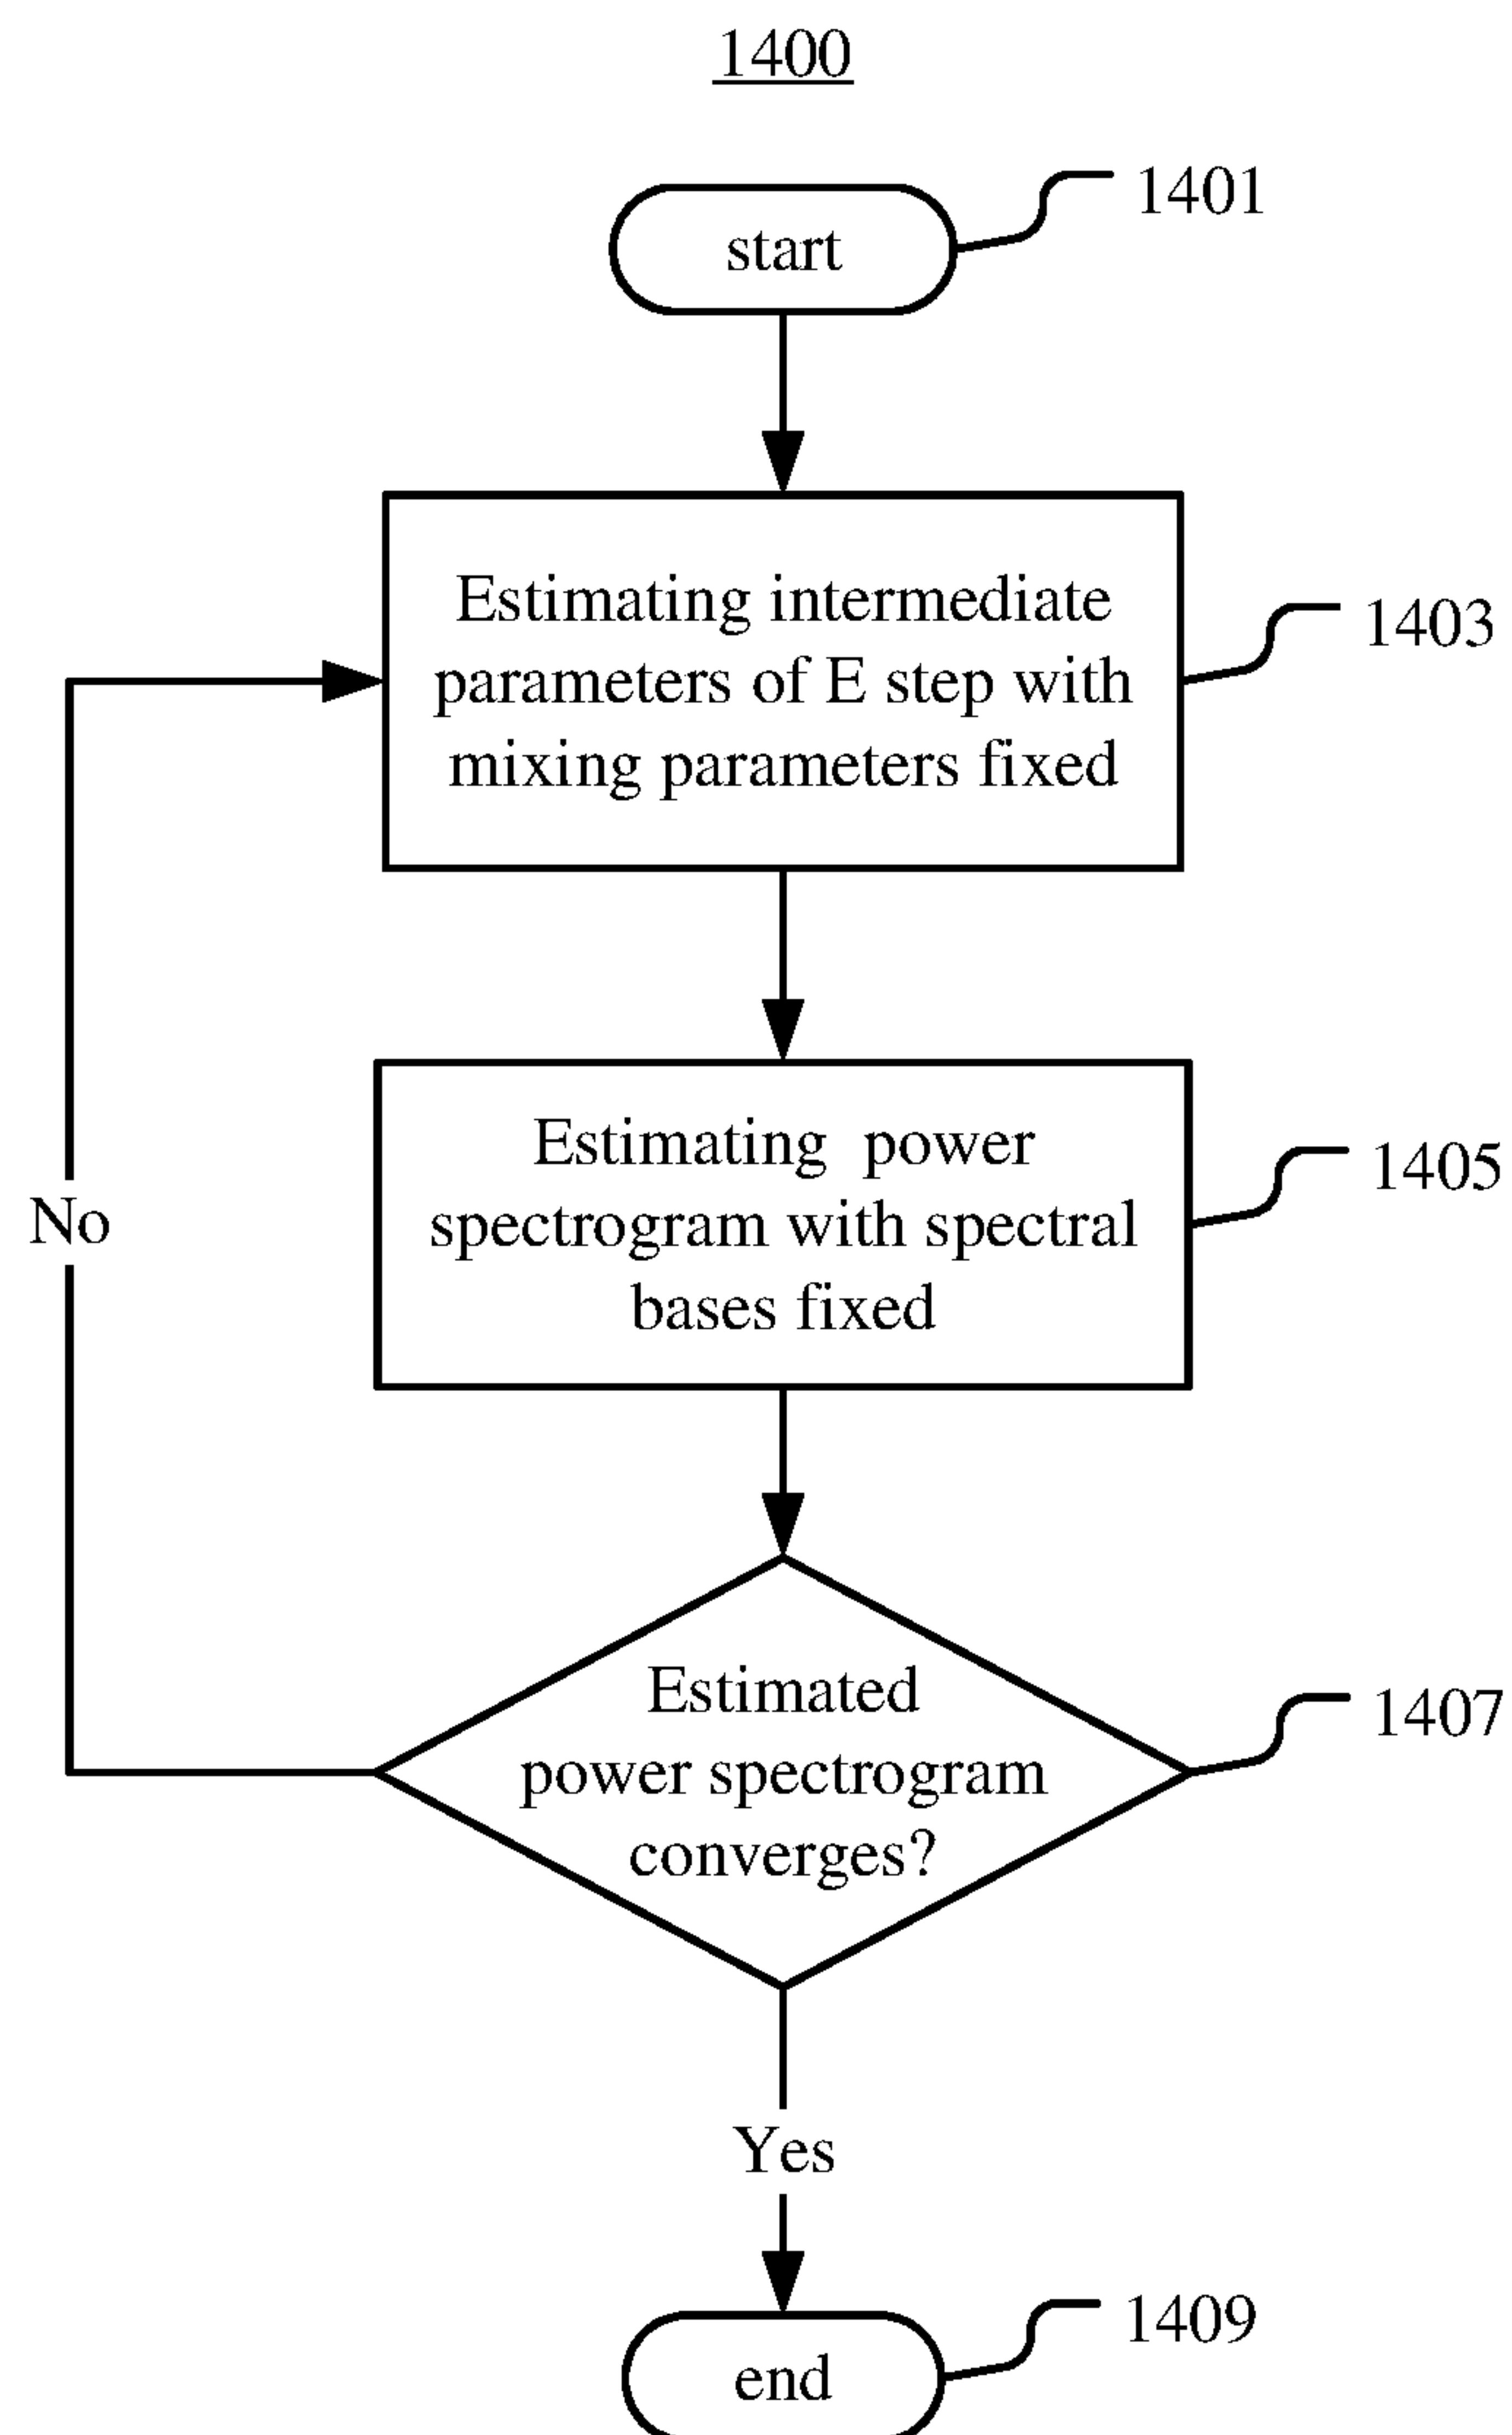 1400
start
1401
Estimating intermediate
parameters of E step with
mixing parameters fixed
1403
Estimating power
spectrogram with spectral
bases fixed
1405
No
Estimated
power spectrogram
converges?
1407
Yes
end
1409